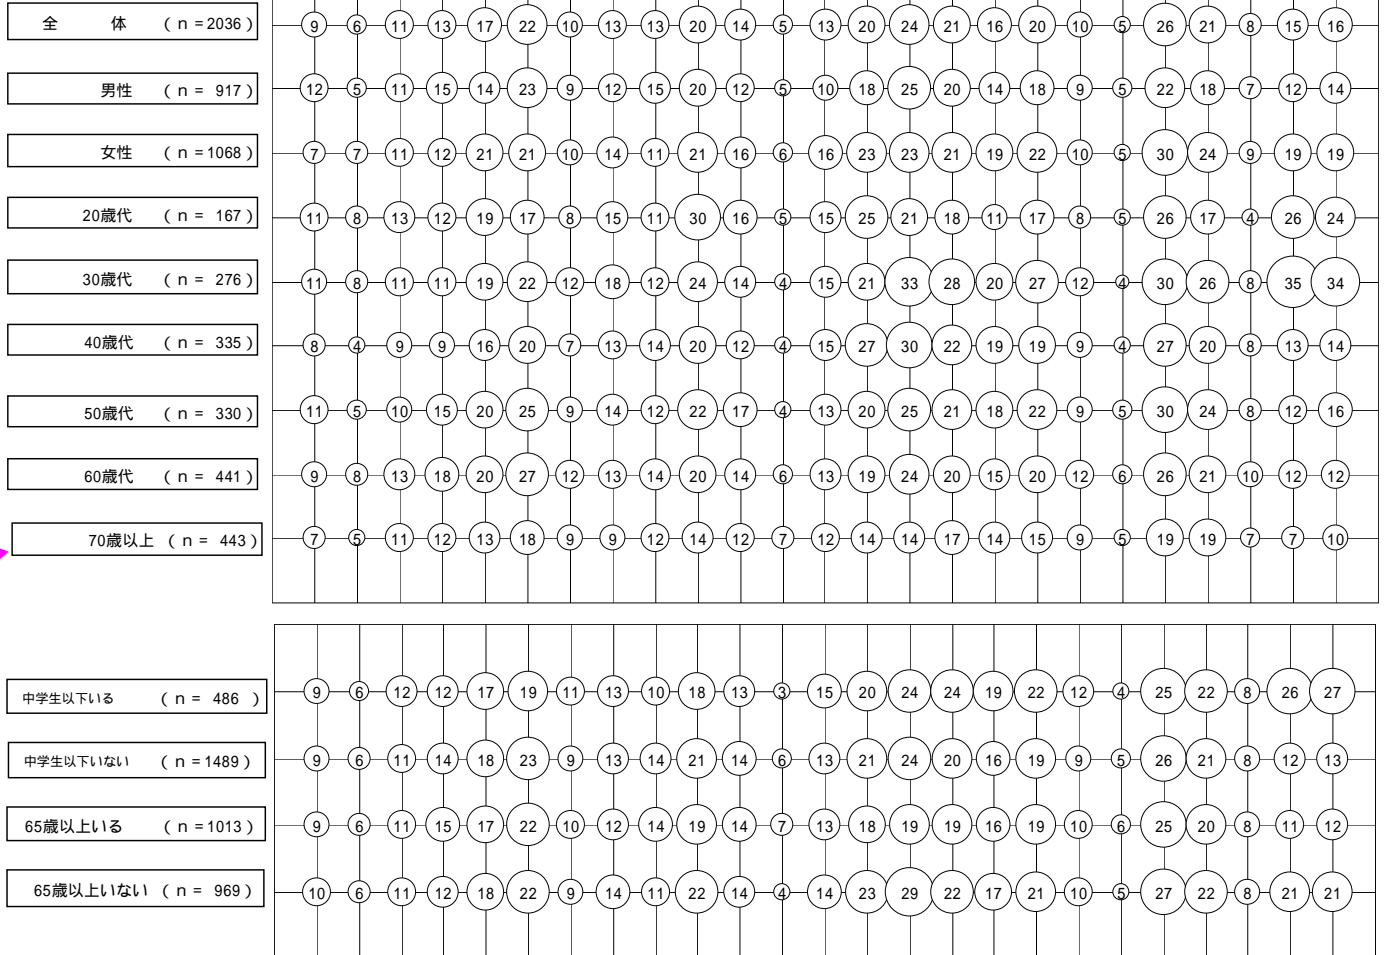 全 体 (n=2036) 9 6 11 13 17 22 10 13 13 20 14 5 13 20 24 21 16 20 10 5 26 21 8 15 16
男性 (n= 917) 12 5 11 15 14 23 9 12 15 20 12 5 10 18 25 20 14 18 9 5 22 18 7 12 14
女性 (n=1068) 7 7 11 12 21 21 10 14 11 21 16 6 16 23 23 21 19 22 10 5 30 24 9 19 19
20歳代 (n= 167) 11 8 13 12 19 17 8 15 11 30 16 5 15 25 21 18 11 17 8 5 26 17 4 26 24
30歳代 (n= 276) 11 8 11 11 19 22 12 18 12 24 14 4 15 21 33 28 20 27 12 4 30 26 8 35 34
40歳代 (n= 335) 8 4 9 9 16 20 7 13 14 20 12 4 15 27 30 22 19 19 9 4 27 20 8 13 14
50歳代 (n= 330) 11 5 10 15 20 25 9 14 12 22 17 4 13 20 25 21 18 22 9 5 30 24 8 12 16
60歳代 (n= 441) 9 8 13 18 20 27 12 13 14 20 14 6 13 19 24 20 15 20 12 6 26 21 10 12 12
70歳以上 (n= 443) 7 5 11 12 13 18 9 9 12 14 12 7 12 14 14 17 14 15 9 5 19 19 7 7 10
中学生以下いる (n= 486 ) 9 6 12 12 17 19 11 13 10 18 13 3 15 20 24 24 19 22 12 4 25 22 8 26 27
中学生以下いない (n=1489) 9 6 11 14 18 23 9 13 14 21 14 6 13 21 24 20 16 19 9 5 26 21 8 12 13
65歳以上いる (n=1013) 9 6 11 15 17 22 10 12 14 19 14 7 13 18 19 19 16 19 10 6 25 20 8 11 12
65歳以上いない (n= 969) 10 6 11 12 18 22 9 14 11 22 14 4 14 23 29 22 17 21 10 5 27 22 8 21 21